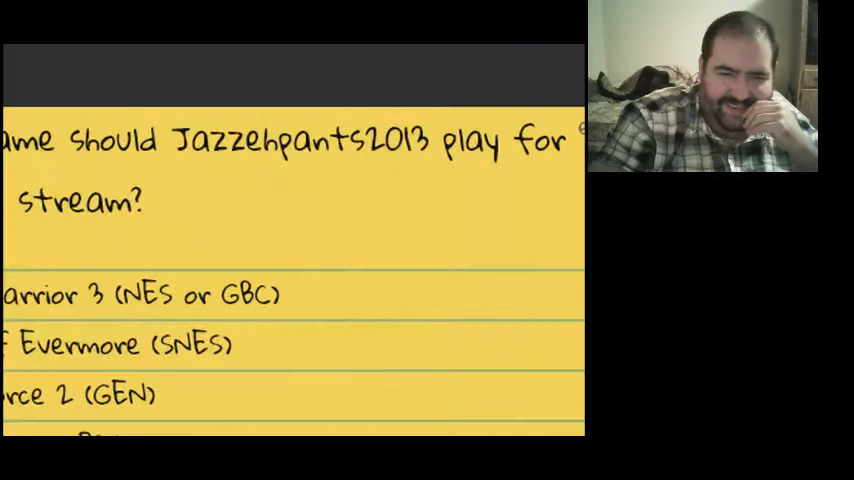 ame should Jazzehpants2013 play for
stream?
arrior 3 (NES or GBC)
f Evermore (SNES)
rce 2 (GEN)